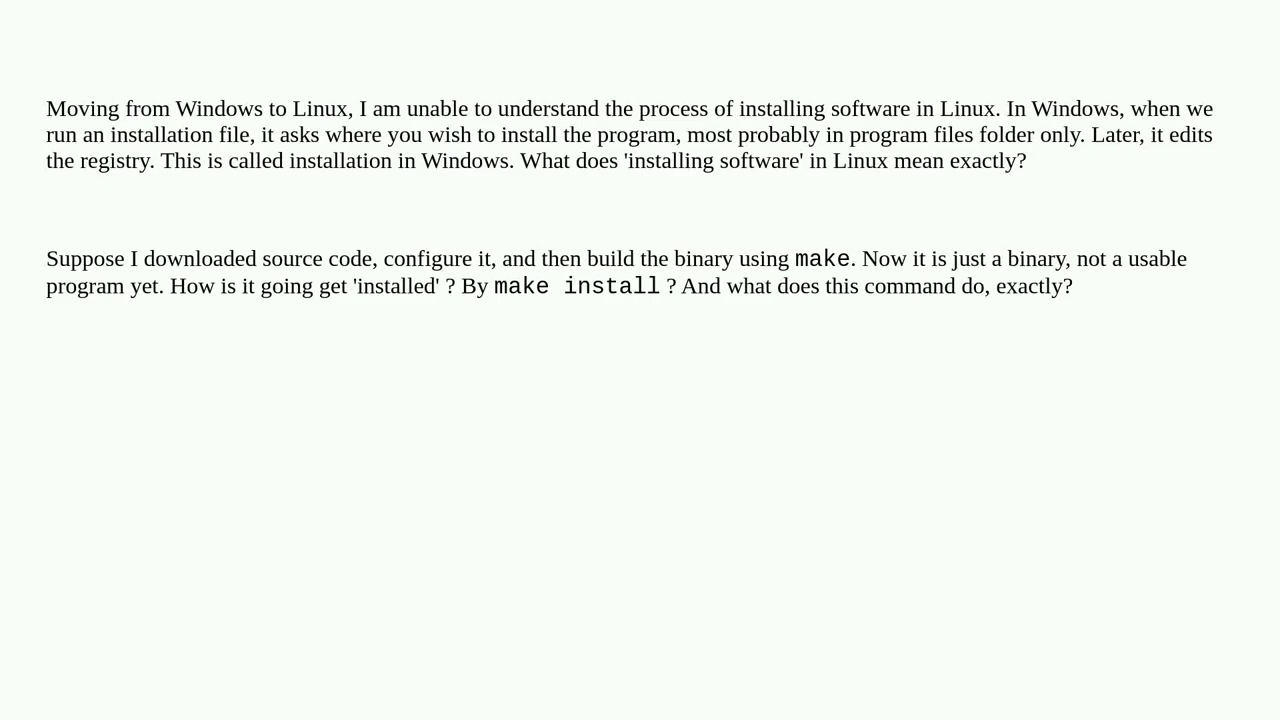 Moving from Windows to Linux, I am unable to understand the process of installing software in Linux. In Windows, when we
run an installation file, it asks where you wish to install the program, most probably in program files folder only. Later, it edits
the registry. This is called installation in Windows. What does 'installing software' in Linux mean exactly?
Suppose I downloaded source code, configure it, and then build the binary using make. Now it is just a binary, not a usable
program yet. How is it going get 'installed' ? By make install ? And what does this command do, exactly?